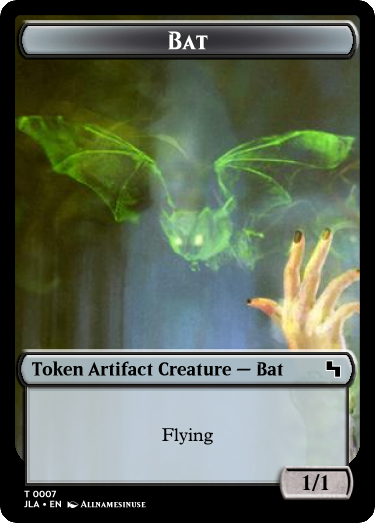 Bat
Token Artifact Creature — Bat
Flying
1/1
T 0007
JLA • EN Allnamesinuse